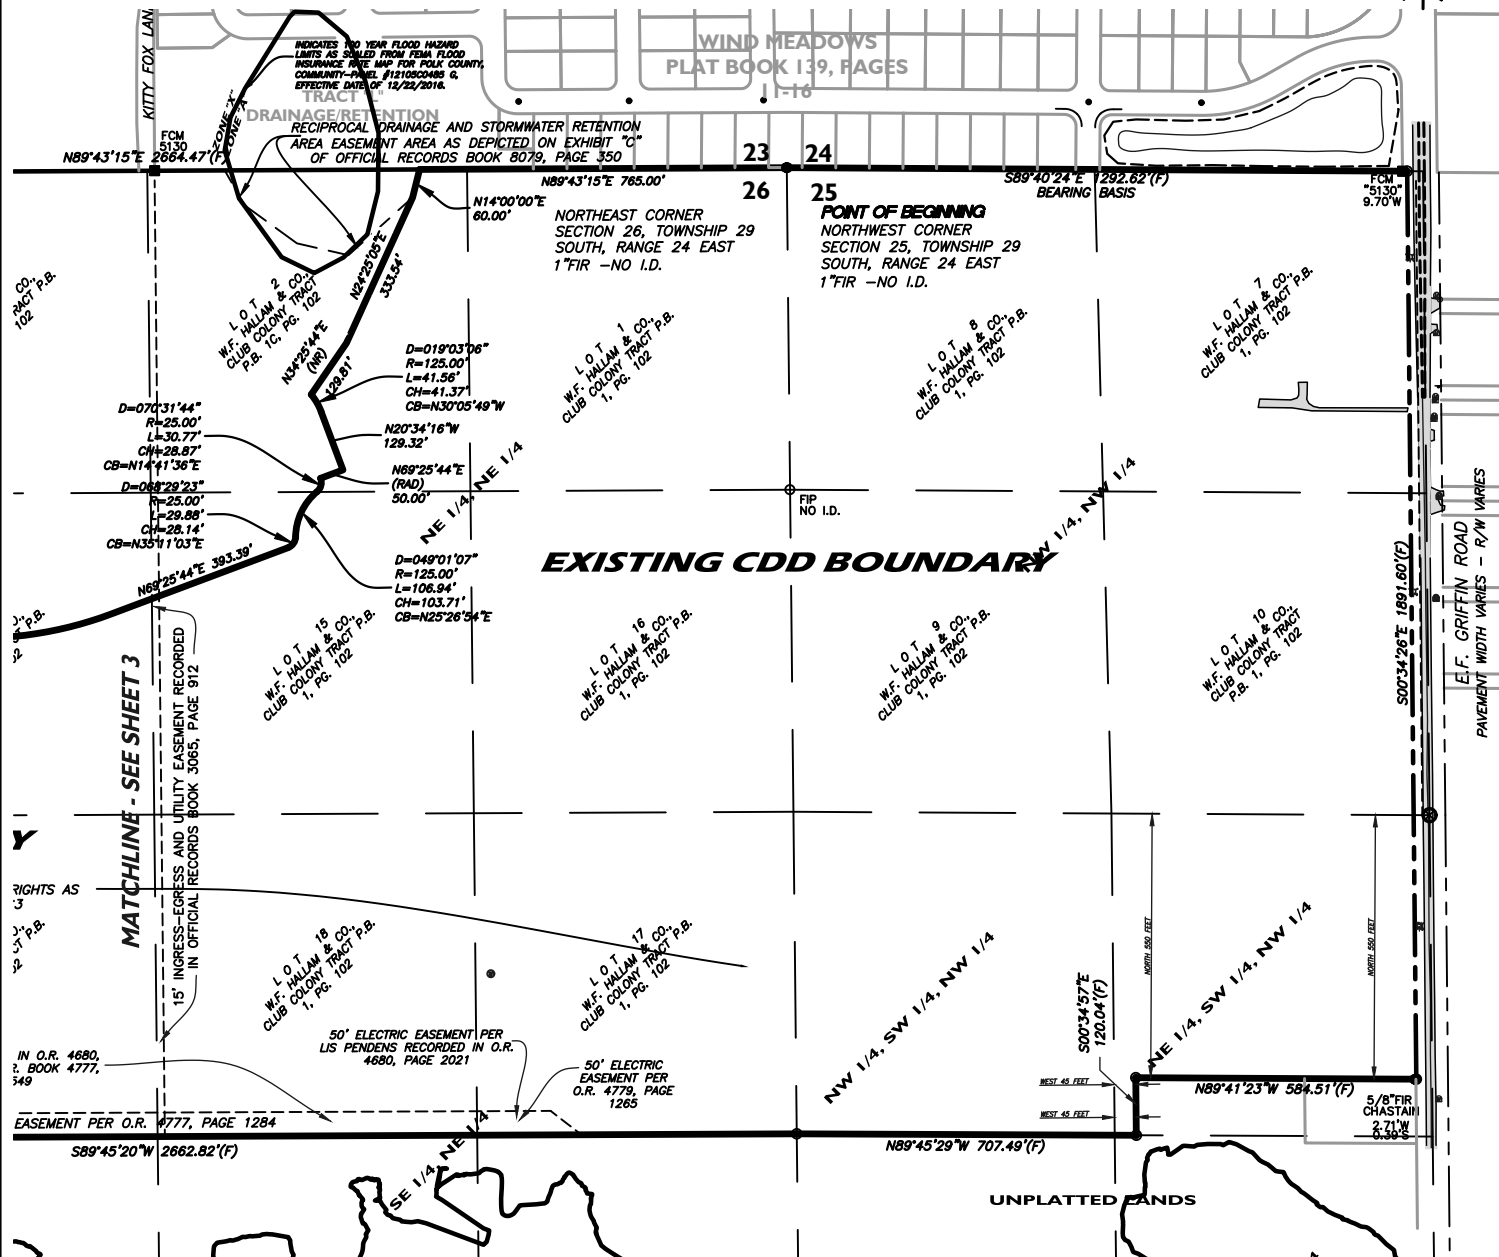 KITTY FOX LANE
INDICATES 100 YEAR FLOOD HAZARD
LIMITS AS SCALED FROM FEMA FLOOD
INSURANCE RATE MAP FOR POLK COUNTY,
COMMUNITY-PANEL #12105C0485 G,
EFFECTIVE DATE OF 12/22/2016.
ZONE "X"
ZONE "A"
DRAINAGE/RETENTION
WIND MEADOWS
PLAT BOOK 139, PAGES
11-16
RECIPROCAL DRAINAGE AND STORMWATER RETENTION
AREA EASEMENT AREA AS DEPICTED ON EXHIBIT "C"
OF OFFICIAL RECORDS BOOK 8079, PAGE 350
FCM
5130
N89°43'15"E 2664.47'(F)
23
24
26
25
N89°43'15"E 765.00'
S89°40'24"E 1292.62'(F)
BEARING BASIS
FCM
"5130"
9.70'W
N14°00'00"E
60.00'
NORTHEAST CORNER
SECTION 26, TOWNSHIP 29
SOUTH, RANGE 24 EAST
1"FIR -NO I.D.
POINT OF BEGINNING
NORTHWEST CORNER
SECTION 25, TOWNSHIP 29
SOUTH, RANGE 24 EAST
1"FIR -NO I.D.
N24°25'05"E
333.54'
N34°25'44"E
(NR)
129.81'
CO.,
RACT P.B.
102
LOT 2
W.F. HALLAM & CO.,
CLUB COLONY TRACT
P.B. 1C, PG. 102
LOT 1
W.F. HALLAM & CO.,
CLUB COLONY TRACT P.B.
1, PG. 102
LOT 8
W.F. HALLAM & CO.,
CLUB COLONY TRACT P.B.
1, PG. 102
LOT 7
W.F. HALLAM & CO.,
CLUB COLONY TRACT P.B.
1, PG. 102
D=019°03'06"
R=125.00'
L=41.56'
CH=41.37'
CB=N30°05'49"W
D=070°31'44"
R=25.00'
L=30.77'
CH=28.87'
CB=N14°41'36"E
N20°34'16"W
129.32'
N69°25'44"E
(RAD)
50.00'
D=068°29'23"
R=25.00'
L=29.88'
CH=28.14'
CB=N35°11'03"E
NE 1/4, NE 1/4
FIP
NO I.D.
NW 1/4, NW 1/4
EXISTING CDD BOUNDARY
D=049°01'07"
R=125.00'
L=106.94'
CH=103.71'
CB=N25°26'54"E
N69°25'44"E 393.39'
S00°34'26"E 1891.60'(F)
E.F. GRIFFIN ROAD
PAVEMENT WIDTH VARIES - R/W VARIES
P.B.
LOT 15
W.F. HALLAM & CO.,
CLUB COLONY TRACT P.B.
1, PG. 102
LOT 16
W.F. HALLAM & CO.,
CLUB COLONY TRACT P.B.
1, PG. 102
LOT 9
W.F. HALLAM & CO.,
CLUB COLONY TRACT P.B.
1, PG. 102
LOT 10
W.F. HALLAM & CO.,
CLUB COLONY TRACT
P.B. 1, PG. 102
MATCHLINE - SEE SHEET 3
15' INGRESS-EGRESS AND UTILITY EASEMENT RECORDED
IN OFFICIAL RECORDS BOOK 3065, PAGE 912
Y
RIGHTS AS
LOT 18
W.F. HALLAM & CO.,
CLUB COLONY TRACT P.B.
1, PG. 102
LOT 17
W.F. HALLAM & CO.,
CLUB COLONY TRACT P.B.
1, PG. 102
NORTH 550 FEET
NORTH 550 FEET
NW 1/4, SW 1/4, NW 1/4
NE 1/4, SW 1/4, NW 1/4
S00°34'57"E
120.04'(F)
50' ELECTRIC EASEMENT PER
LIS PENDENS RECORDED IN O.R.
4680, PAGE 2021
50' ELECTRIC
EASEMENT PER
O.R. 4779, PAGE
1265
IN O.R. 4680,
BOOK 4777,
549
WEST 45 FEET
WEST 45 FEET
N89°41'23"W 584.51'(F)
5/8"FIR
CHASTAIN
2.71'W
0.39'S
EASEMENT PER O.R. 4777, PAGE 1284
S89°45'20"W 2662.82'(F)
N89°45'29"W 707.49'(F)
SE 1/4, NE 1/4
UNPLATTED LANDS